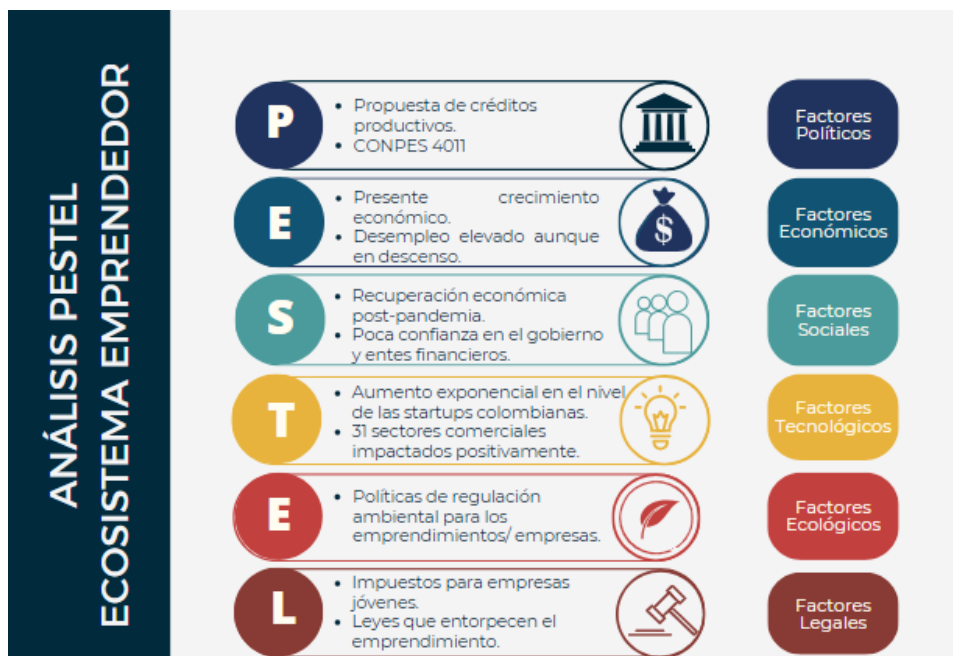 ANÁLISIS PESTEL
ECOSISTEMA EMPRENDEDOR
P
• Propuesta de créditos
productivos.
• CONPES 4011
Factores
Políticos
E
• Presente crecimiento
económico.
• Desempleo elevado aunque
en descenso.
$
Factores
Económicos
S
• Recuperación económica
post-pandemia.
• Poca confianza en el gobierno
y entes financieros.
Factores
Sociales
T
• Aumento exponencial en el nivel
de las startups colombianas.
• 31 sectores comerciales
impactados positivamente.
Factores
Tecnológicos
E
• Políticas de regulación
ambiental para los
emprendimientos/ empresas.
Factores
Ecológicos
L
• Impuestos para empresas
jóvenes.
• Leyes que entorpecen el
emprendimiento.
Factores
Legales